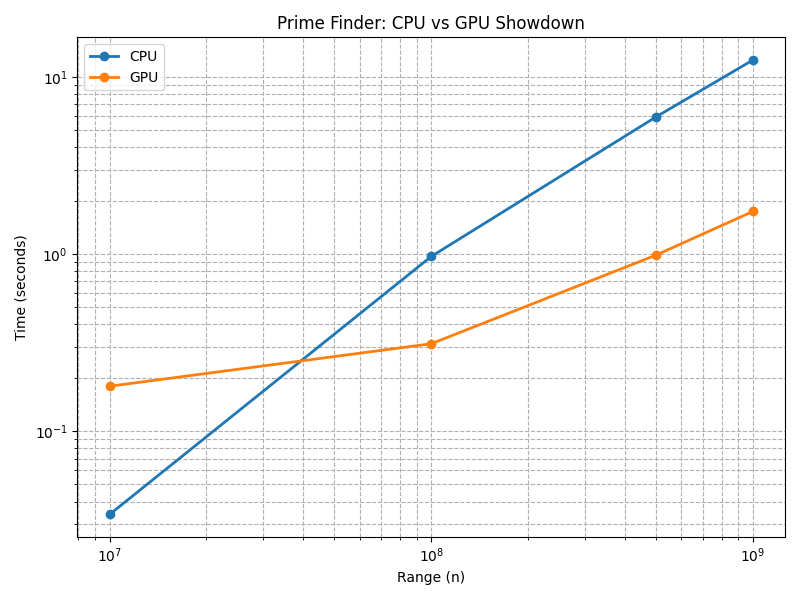 Prime Finder: CPU vs GPU Showdown
CPU
GPU
Time (seconds)
10¹
10⁰
10⁻¹
10⁷
10⁸
10⁹
Range (n)